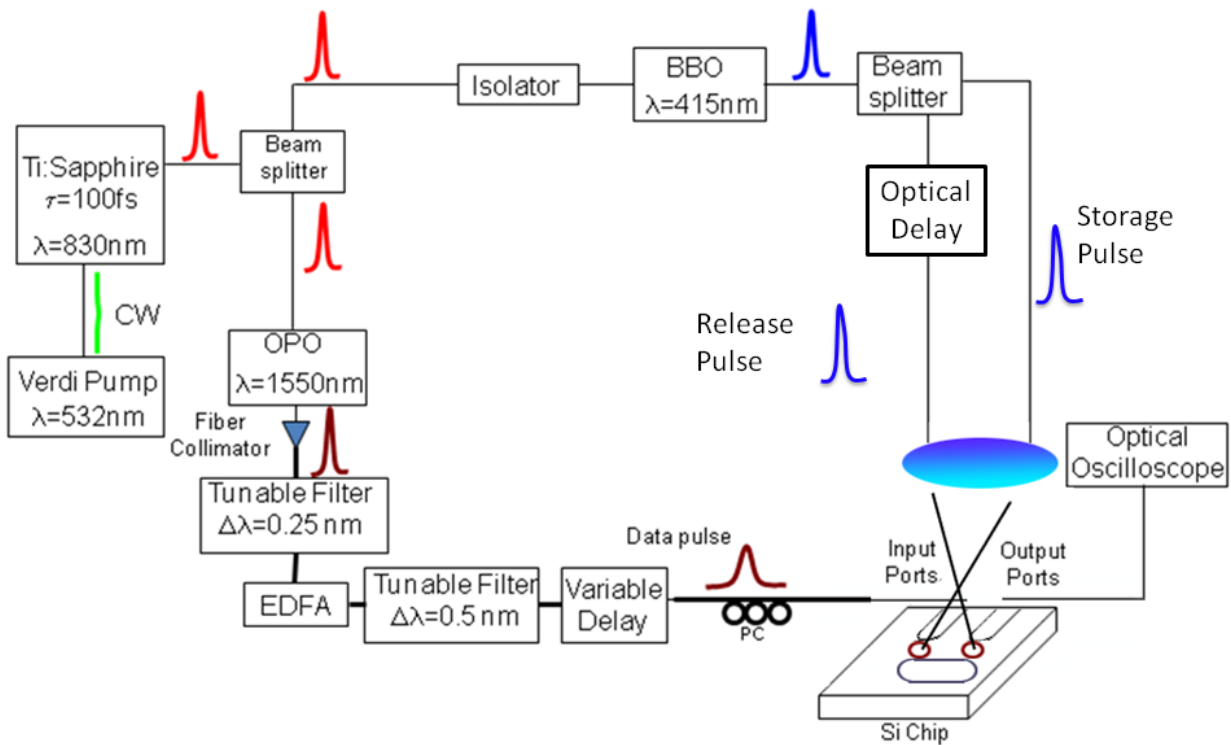 BBO
λ=415nm
Isolator
Beam
splitter
Ti:Sapphire
τ=100fs
λ=830nm
Beam
splitter
Optical
Delay
Storage
Pulse
CW
Release
Pulse
OPO
λ=1550nm
Verdi Pump
λ=532nm
Fiber
Collimator
Optical
Oscilloscope
Tunable Filter
Δλ=0.25 nm
Data pulse
Input
Ports
Output
Ports
EDFA
Tunable Filter
Δλ=0.5 nm
Variable
Delay
PC
Si Chip